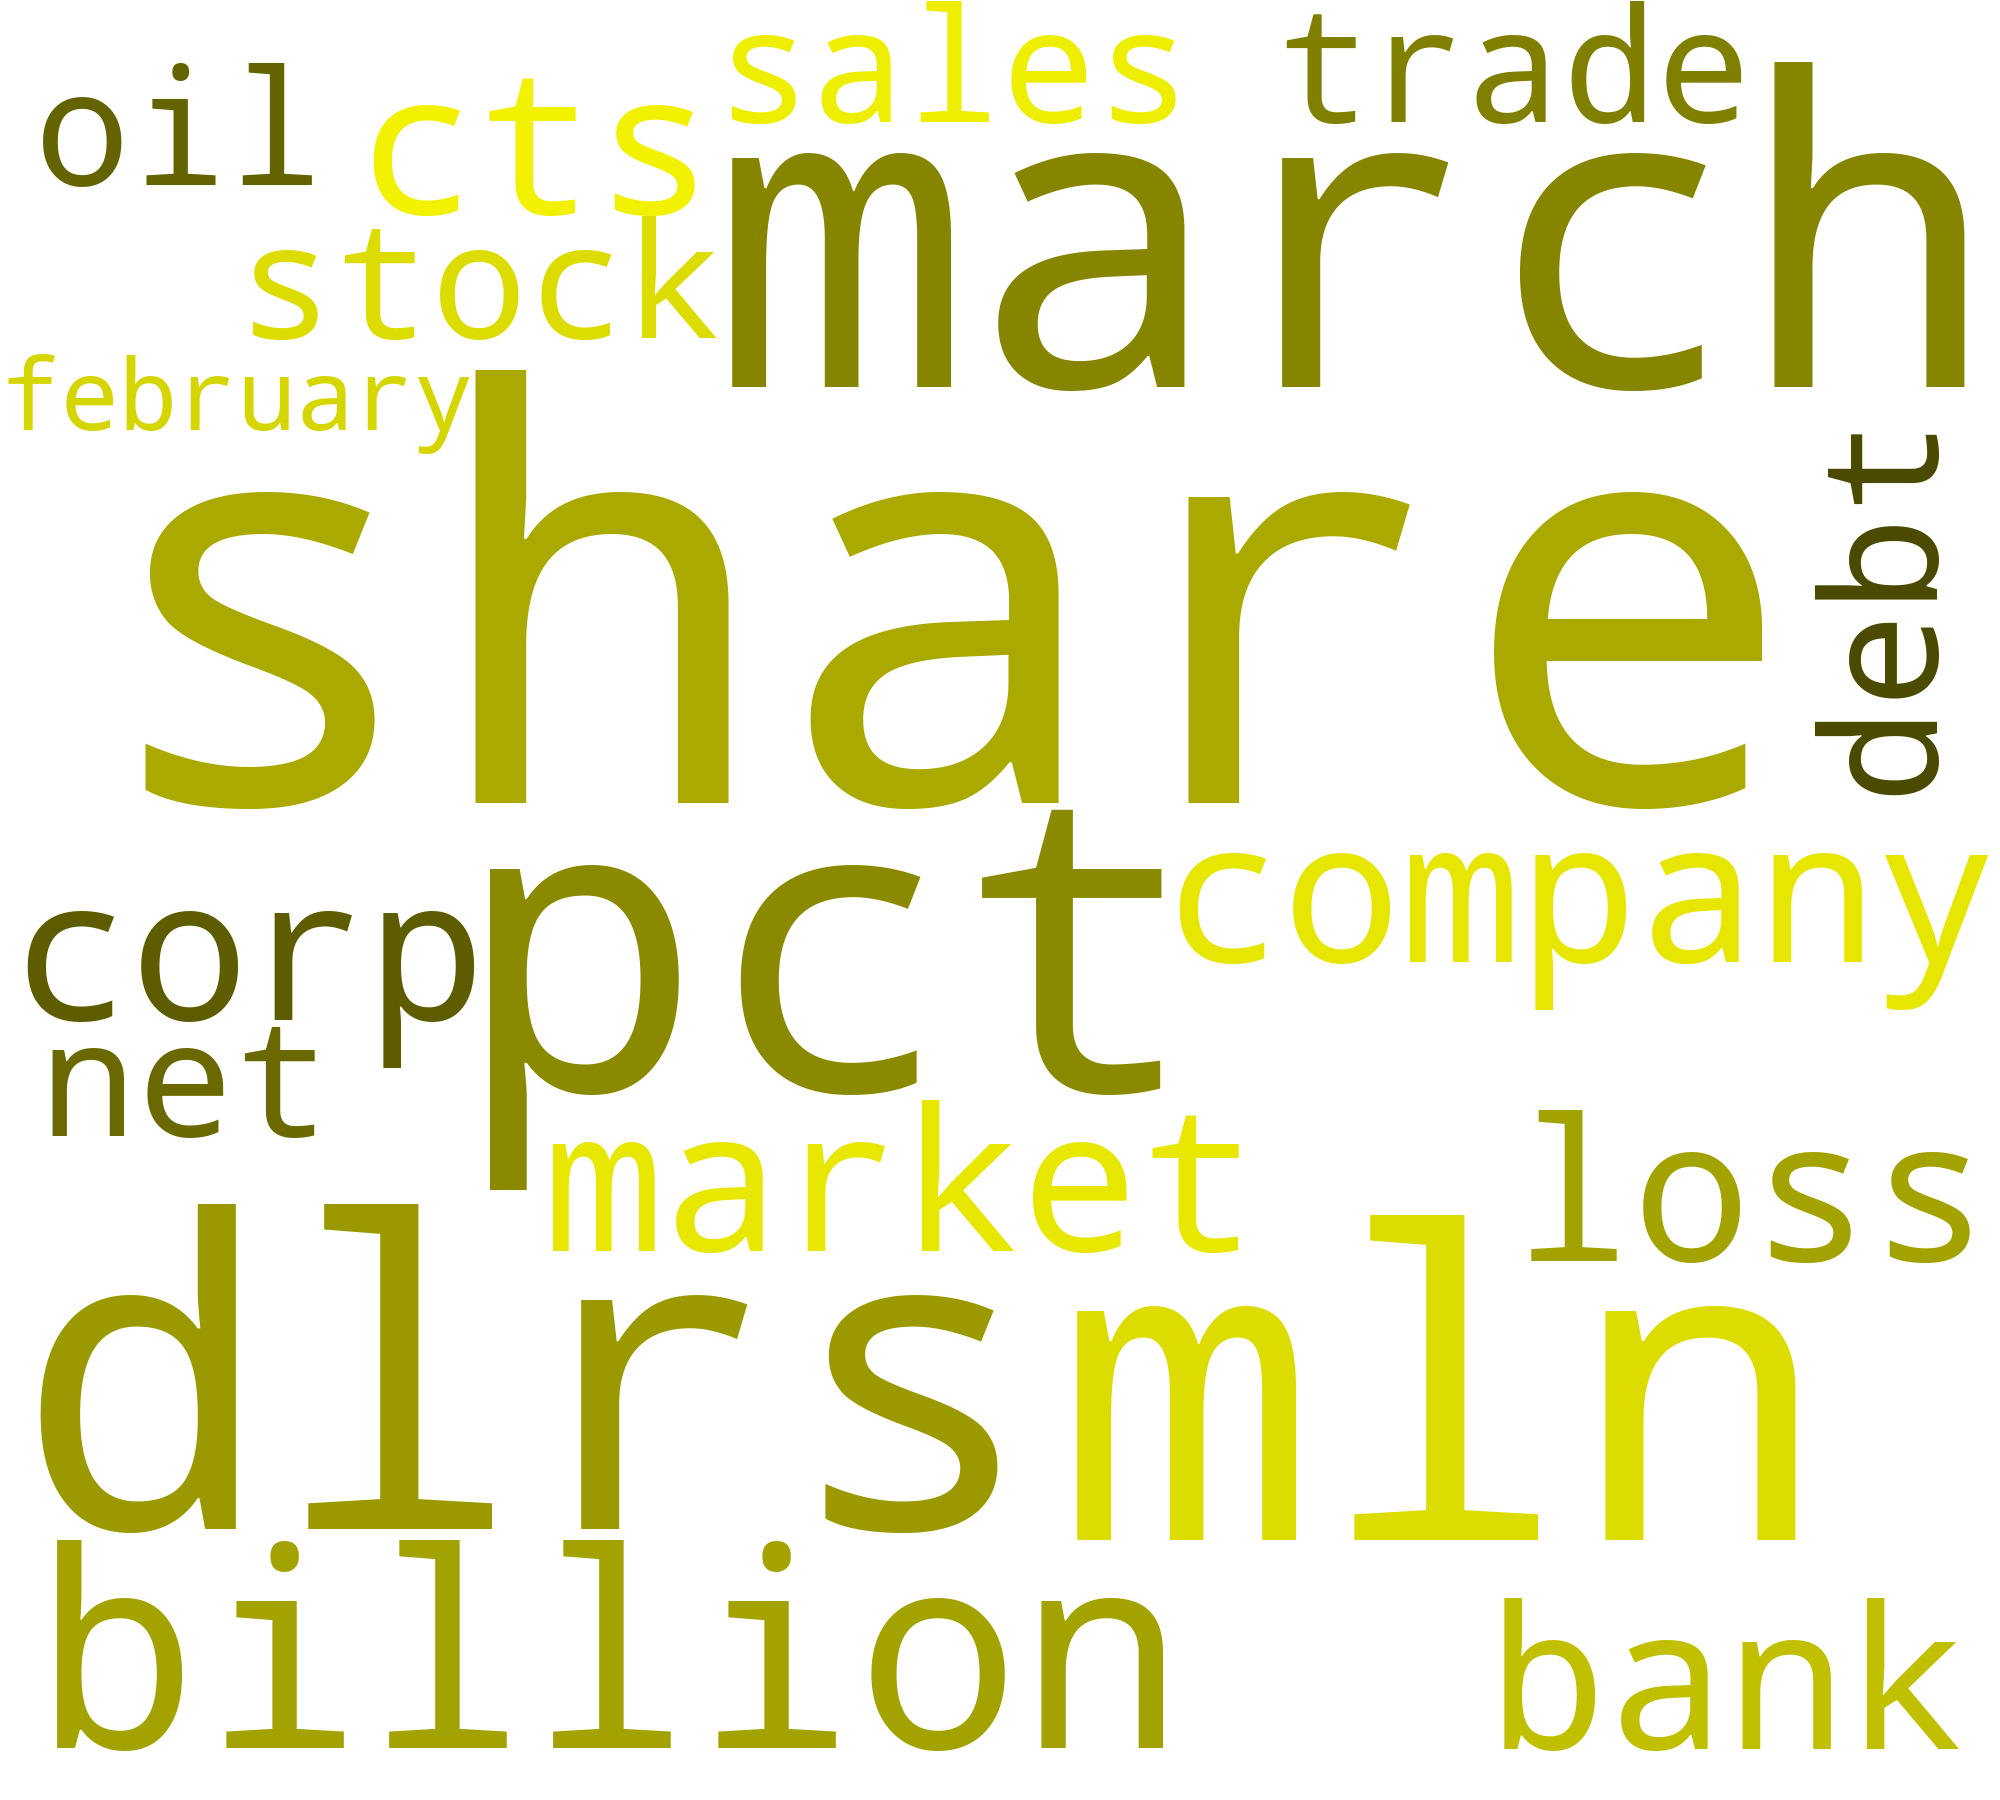 sales trade
oil cts
march
stock
february
share
debt
company
corp pct
net
market loss
dlrs mln
billion bank